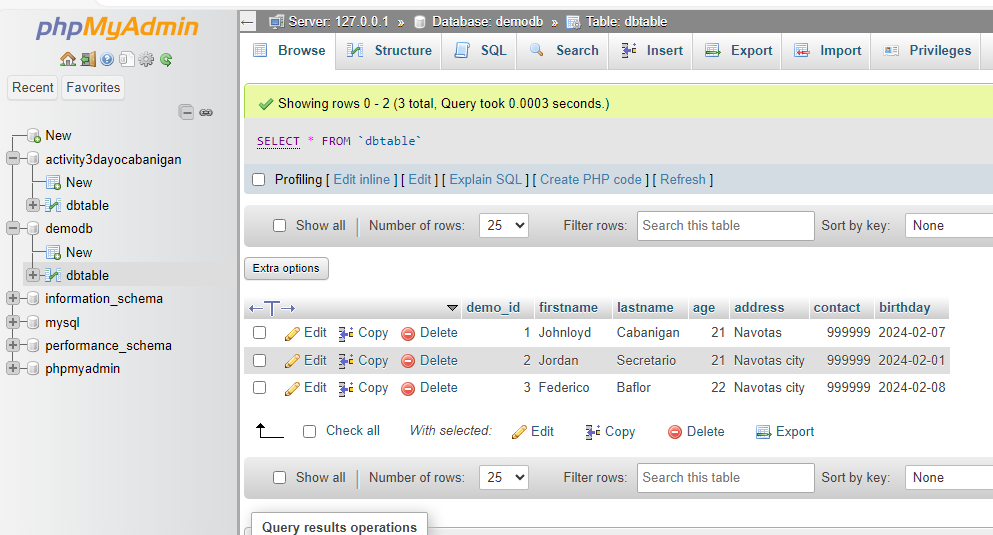 phpMyAdmin
Recent Favorites
New
activity3dayocabanigan
New
dbtable
demodb
New
dbtable
information_schema
mysql
performance_schema
phpmyadmin
Server: 127.0.0.1 » Database: demodb » Table: dbtable
Browse Structure SQL Search Insert Export Import Privileges
Showing rows 0 - 2 (3 total, Query took 0.0003 seconds.)
SELECT * FROM `dbtable`
Profiling [ Edit inline ] [ Edit ] [ Explain SQL ] [ Create PHP code ] [ Refresh ]
Show all Number of rows: 25 Filter rows: Search this table Sort by key: None
Extra options
demo_id firstname lastname age address contact birthday
Edit Copy Delete 1 Johnloyd Cabanigan 21 Navotas 999999 2024-02-07
Edit Copy Delete 2 Jordan Secretario 21 Navotas city 999999 2024-02-01
Edit Copy Delete 3 Federico Baflor 22 Navotas city 999999 2024-02-08
Check all With selected: Edit Copy Delete Export
Show all Number of rows: 25 Filter rows: Search this table Sort by key: None
Query results operations